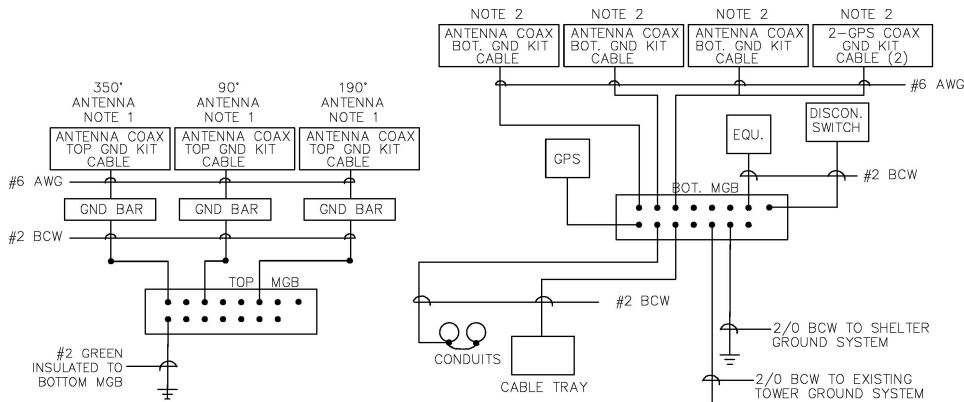 NOTE 2
NOTE 2
NOTE 2
NOTE 2
ANTENNA COAX
BOT. GND KIT
CABLE
ANTENNA COAX
BOT. GND KIT
CABLE
ANTENNA COAX
BOT. GND KIT
CABLE
2-GPS COAX
GND KIT
CABLE (2)
#6 AWG
350°
ANTENNA
NOTE 1
90°
ANTENNA
NOTE 1
190°
ANTENNA
NOTE 1
ANTENNA COAX
TOP GND KIT
CABLE
ANTENNA COAX
TOP GND KIT
CABLE
ANTENNA COAX
TOP GND KIT
CABLE
#6 AWG
GND BAR
GND BAR
GND BAR
#2 BCW
TOP MGB
#2 GREEN
INSULATED TO
BOTTOM MGB
GPS
EQU.
DISCON.
SWITCH
#2 BCW
BOT. MGB
#2 BCW
CONDUITS
CABLE TRAY
2/0 BCW TO SHELTER
GROUND SYSTEM
2/0 BCW TO EXISTING
TOWER GROUND SYSTEM